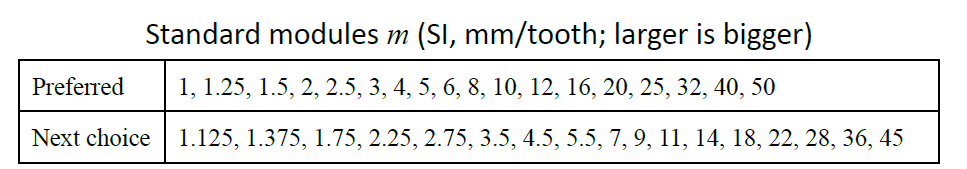 Standard modules m (SI, mm/tooth; larger is bigger)
Preferred 1, 1.25, 1.5, 2, 2.5, 3, 4, 5, 6, 8, 10, 12, 16, 20, 25, 32, 40, 50
Next choice 1.125, 1.375, 1.75, 2.25, 2.75, 3.5, 4.5, 5.5, 7, 9, 11, 14, 18, 22, 28, 36, 45